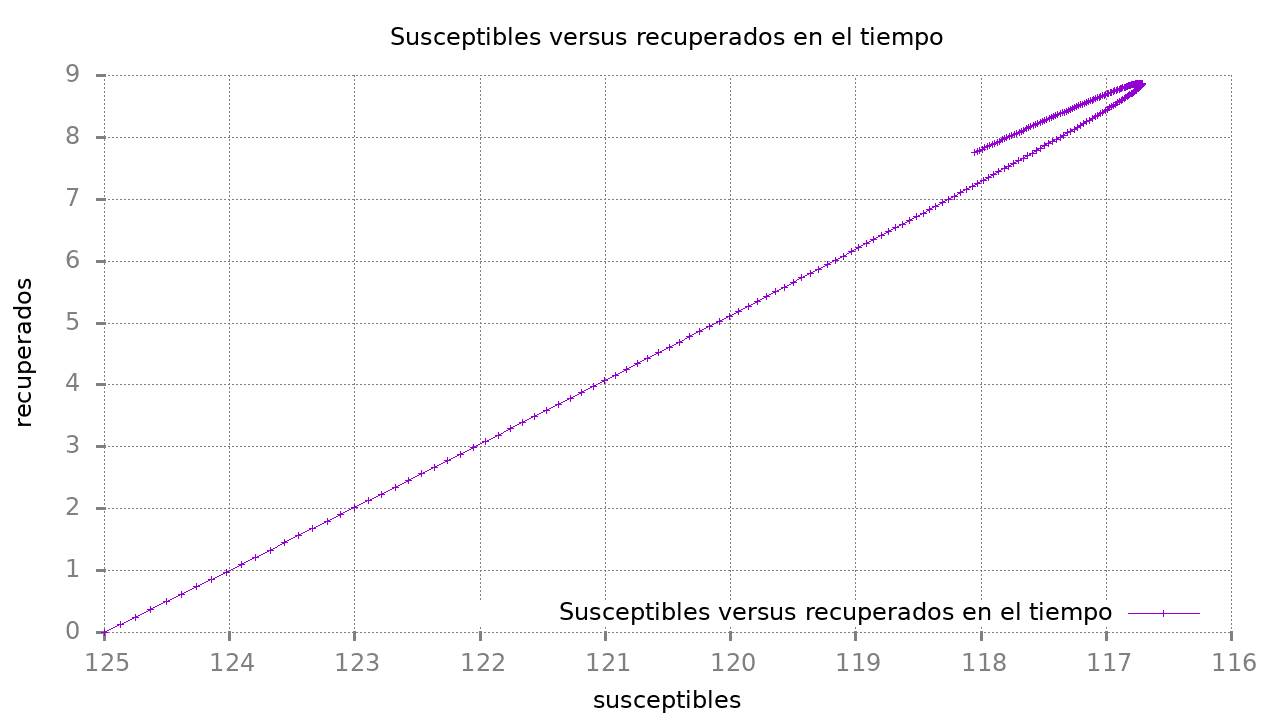 Susceptibles versus recuperados en el tiempo
9
8
7
6
5
4
3
2
1
0
recuperados
Susceptibles versus recuperados en el tiempo
125 124 123 122 121 120 119 118 117 116
susceptibles